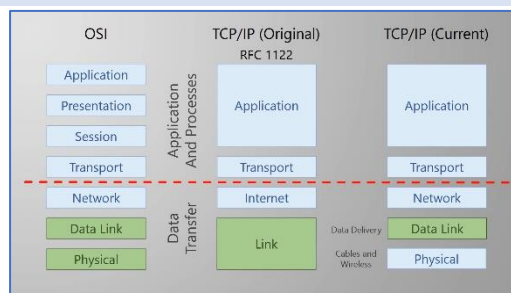 OSI
TCP/IP (Original)
TCP/IP (Current)
RFC 1122
Application
Presentation
Session
Transport
Network
Data Link
Physical
Application
And Processes
Data
Transfer
Application
Transport
Internet
Link
Data Delivery
Cables and
Wireless
Application
Transport
Network
Data Link
Physical